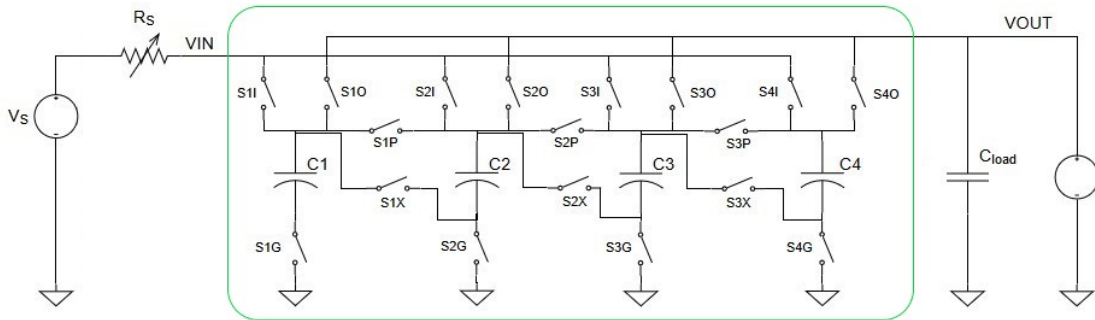 RS
VIN
VOUT
VS
S1I
S1O
S2I
S2O
S3I
S3O
S4I
S4O
S1P
S2P
S3P
C1
C2
C3
C4
Cload
S1X
S2X
S3X
S1G
S2G
S3G
S4G